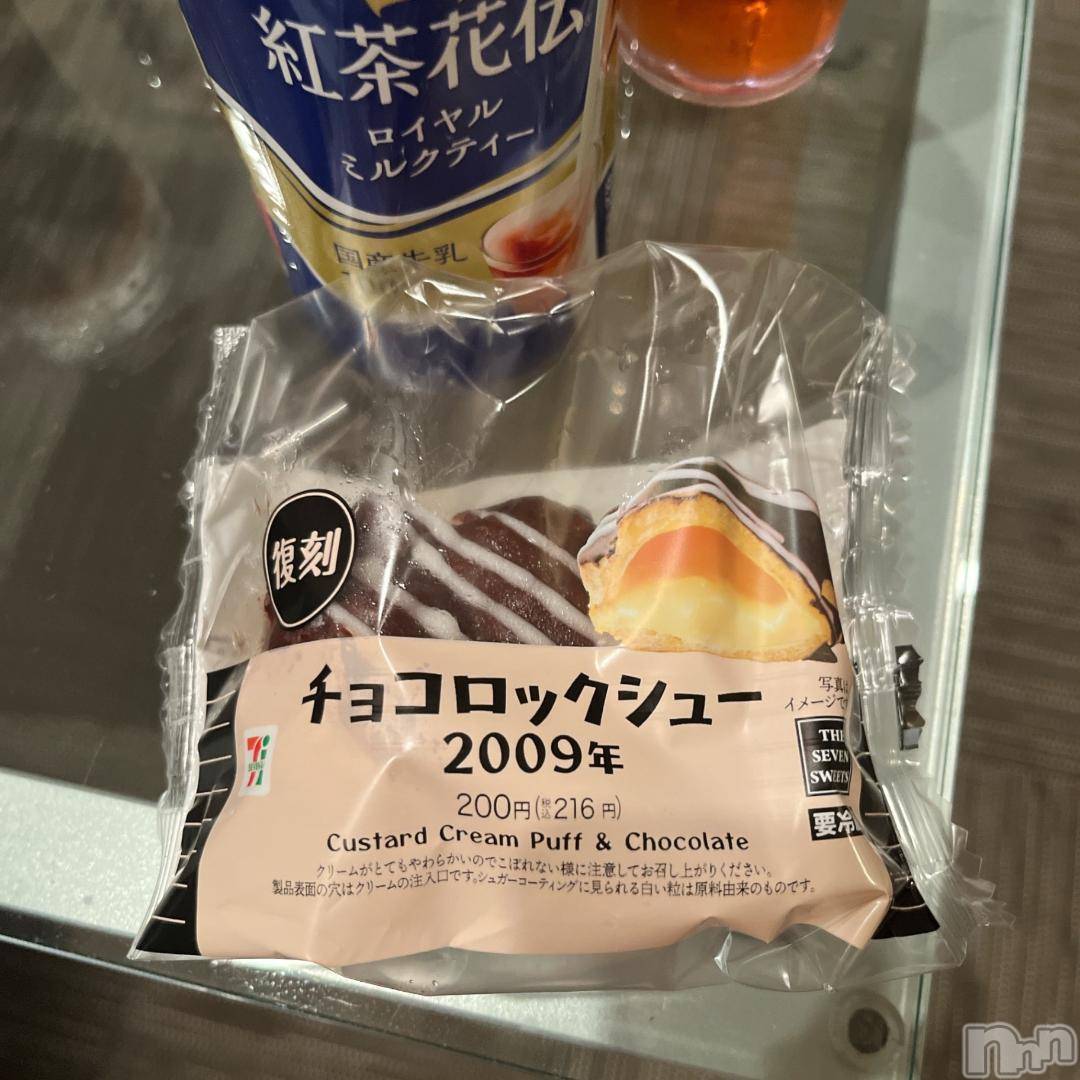 紅茶花伝
ロイヤル
ミルクティー
国産牛乳
復刻
チョコロックシュー
2009年
写真は
イメージで
THE
SEVEN
SWEETS
200円(税込216円)
要冷
Custard Cream Puff & Chocolate
クリームがとてもやわらかいのでこぼれない様に注意してお召し上がりください。
製品表面の穴はクリームの注入口です。シュガーコーティングに見られる白い粒は原料由来のものです。
nnn